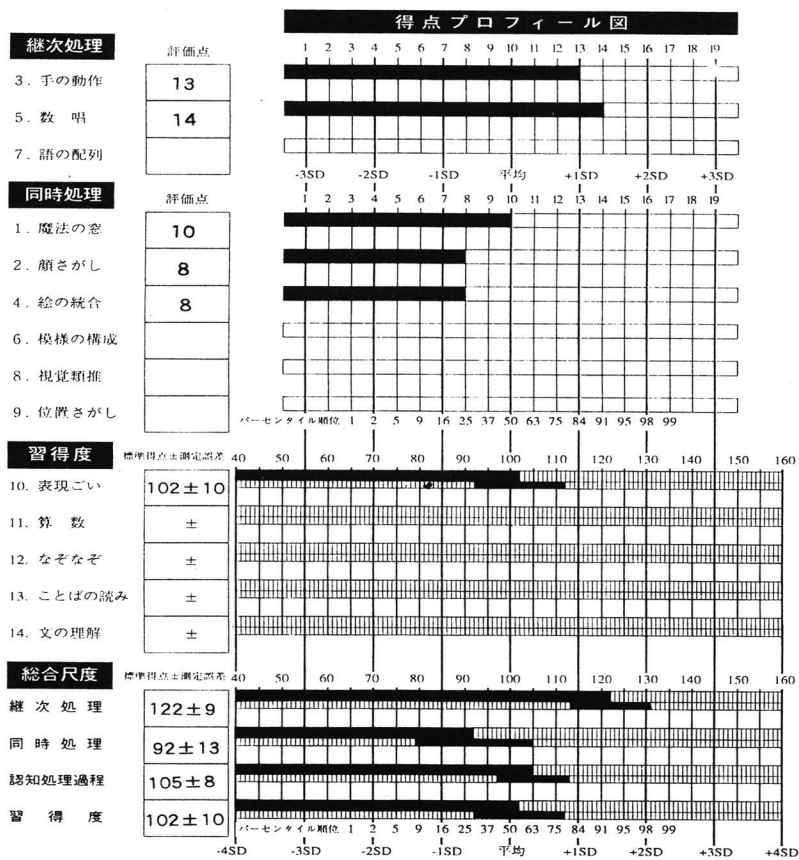 得点プロフィール図
継次処理 評価点 1 2 3 4 5 6 7 8 9 10 11 12 13 14 15 16 17 18 19
3. 手の動作 13
5. 数 唱 14
7. 語の配列
-3SD -2SD -1SD 平均 +1SD +2SD +3SD
同時処理 評価点 1 2 3 4 5 6 7 8 9 10 11 12 13 14 15 16 17 18 19
1. 魔法の窓 10
2. 顔さがし 8
4. 絵の統合 8
6. 模様の構成
8. 視覚類推
9. 位置さがし
パーセンタイル順位 1 2 5 9 16 25 37 50 63 75 84 91 95 98 99
習得度 標準得点±測定誤差 40 50 60 70 80 90 100 110 120 130 140 150 160
10. 表現ごい 102±10
11. 算 数 ±
12. なぞなぞ ±
13. ことばの読み ±
14. 文の理解 ±
総合尺度 標準得点±測定誤差 40 50 60 70 80 90 100 110 120 130 140 150 160
継次処理 122±9
同時処理 92±13
認知処理過程 105±8
習得度 102±10
パーセンタイル順位 1 2 5 9 16 25 37 50 63 75 84 91 95 98 99
-4SD -3SD -2SD -1SD 平均 +1SD +2SD +3SD +4SD